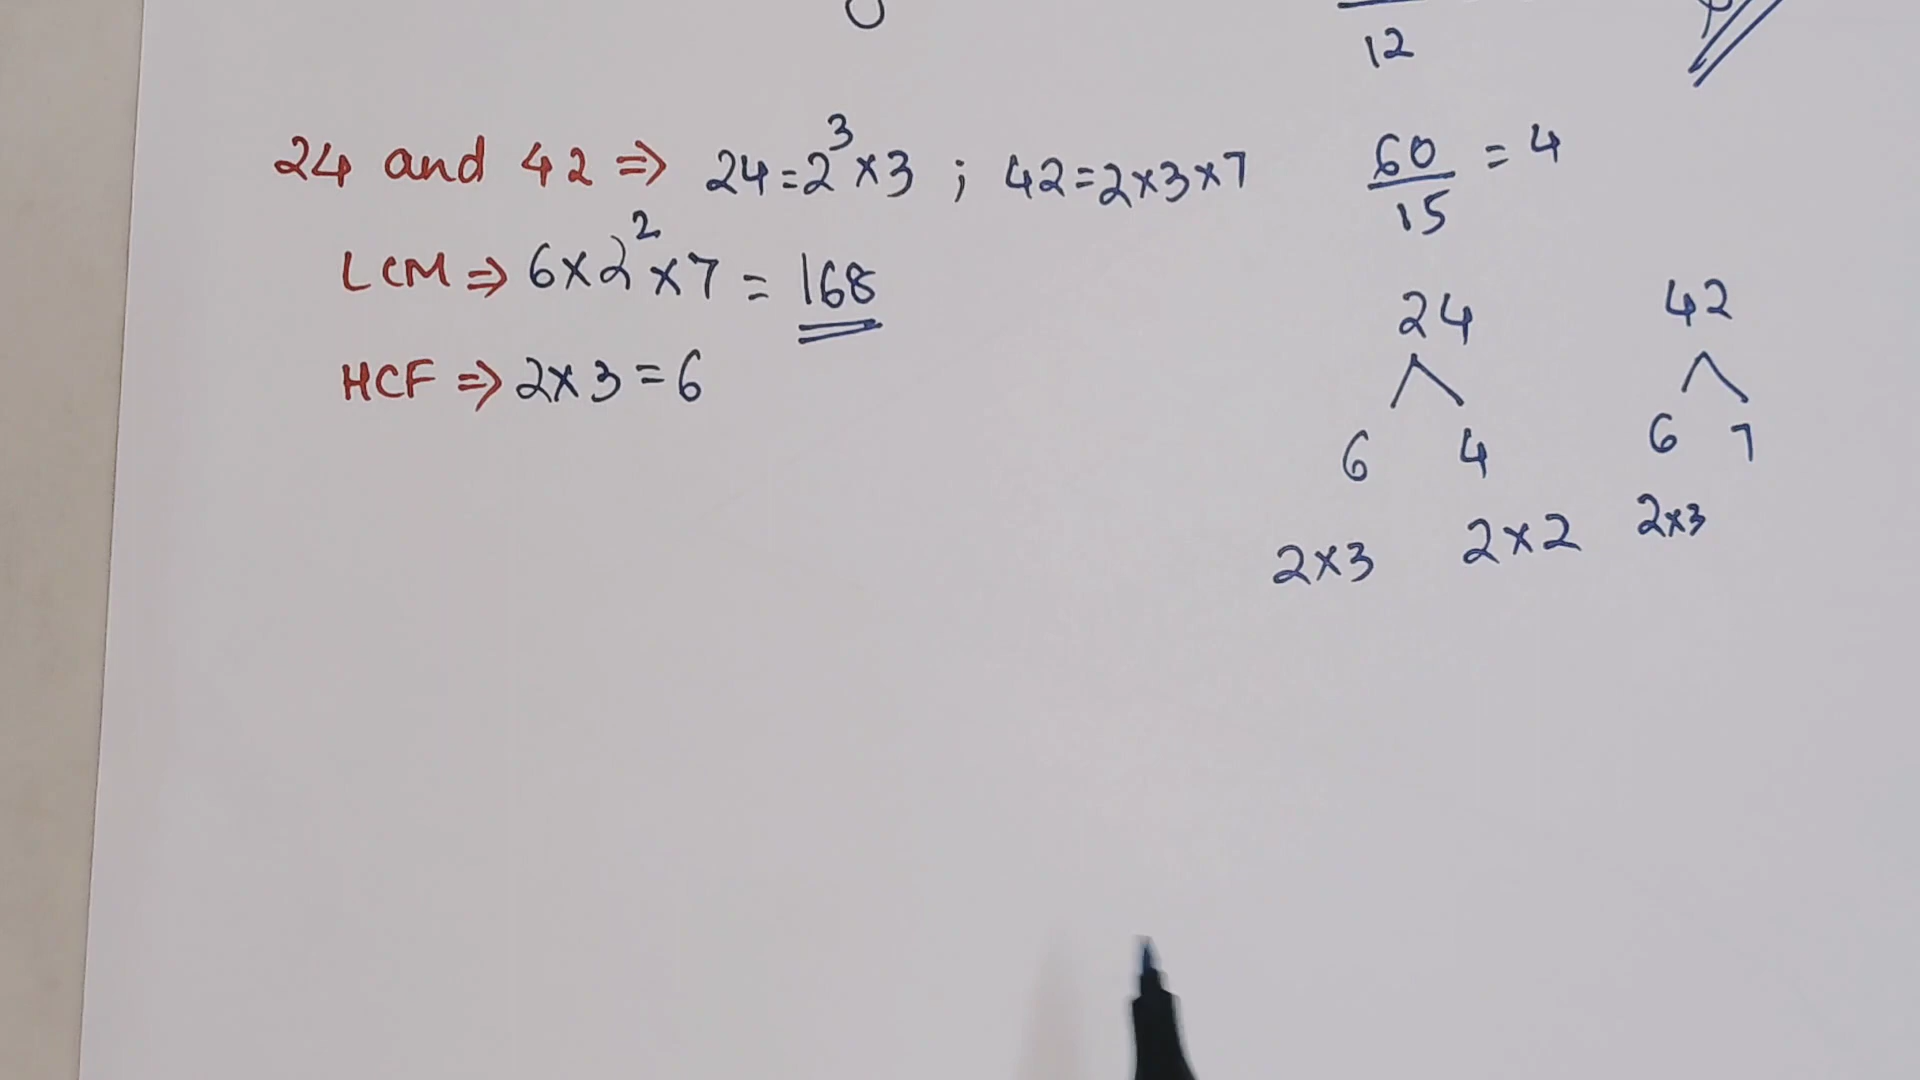 12
24 and 42 ⇒ 24=2³×3 ; 42=2×3×7
60/15 = 4
LCM ⇒ 6×2²×7 = 168
HCF ⇒ 2×3=6
24 42
6 4 6 7
2×3 2×2 2×3